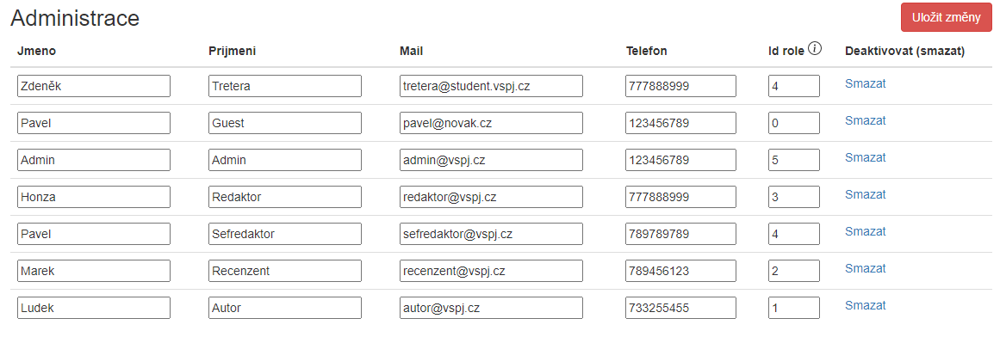 Administrace
Uložit změny
Jmeno Prijmeni Mail Telefon Id role Deaktivovat (smazat)
Zdeněk Tretera tretera@student.vspj.cz 777888999 4 Smazat
Pavel Guest pavel@novak.cz 123456789 0 Smazat
Admin Admin admin@vspj.cz 123456789 5 Smazat
Honza Redaktor redaktor@vspj.cz 777888999 3 Smazat
Pavel Sefredaktor sefredaktor@vspj.cz 789789789 4 Smazat
Marek Recenzent recenzent@vspj.cz 789456123 2 Smazat
Ludek Autor autor@vspj.cz 733255455 1 Smazat